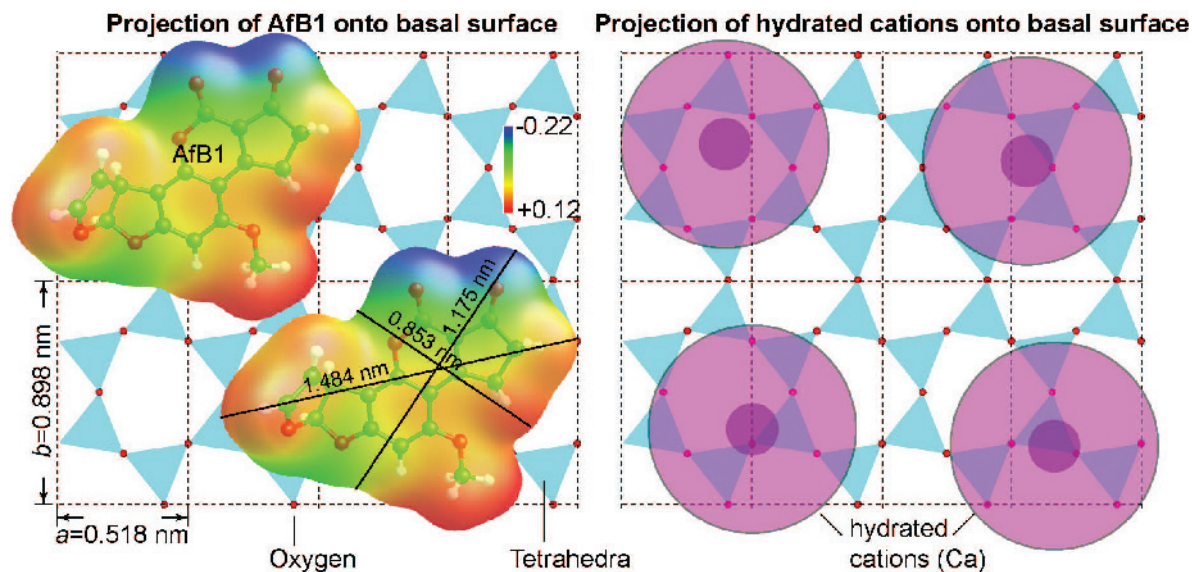 Projection of AfB1 onto basal surface
Projection of hydrated cations onto basal surface
-0.22
+0.12
AfB1
1.175 nm
0.853 nm
1.484 nm
b=0.898 nm
a=0.518 nm
Oxygen
Tetrahedra
hydrated
cations (Ca)